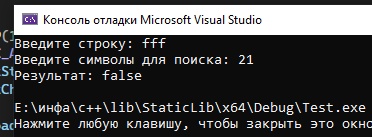 Консоль отладки Microsoft Visual Studio
Введите строку: fff
Введите символы для поиска: 21
Результат: false
E:\инфа\c++\lib\StaticLib\x64\Debug\Test.exe
Нажмите любую клавишу, чтобы закрыть это окно